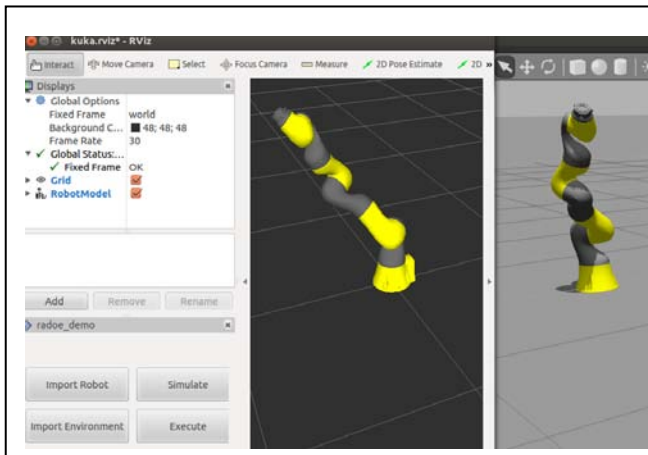 kuka.rviz* - RViz
Interact Move Camera Select Focus Camera Measure 2D Pose Estimate 2D »
Displays
Global Options
Fixed Frame world
Background C... 48; 48; 48
Frame Rate 30
Global Status:...
Fixed Frame OK
Grid
RobotModel
Add Remove Rename
radoe_demo
Import Robot Simulate
Import Environment Execute